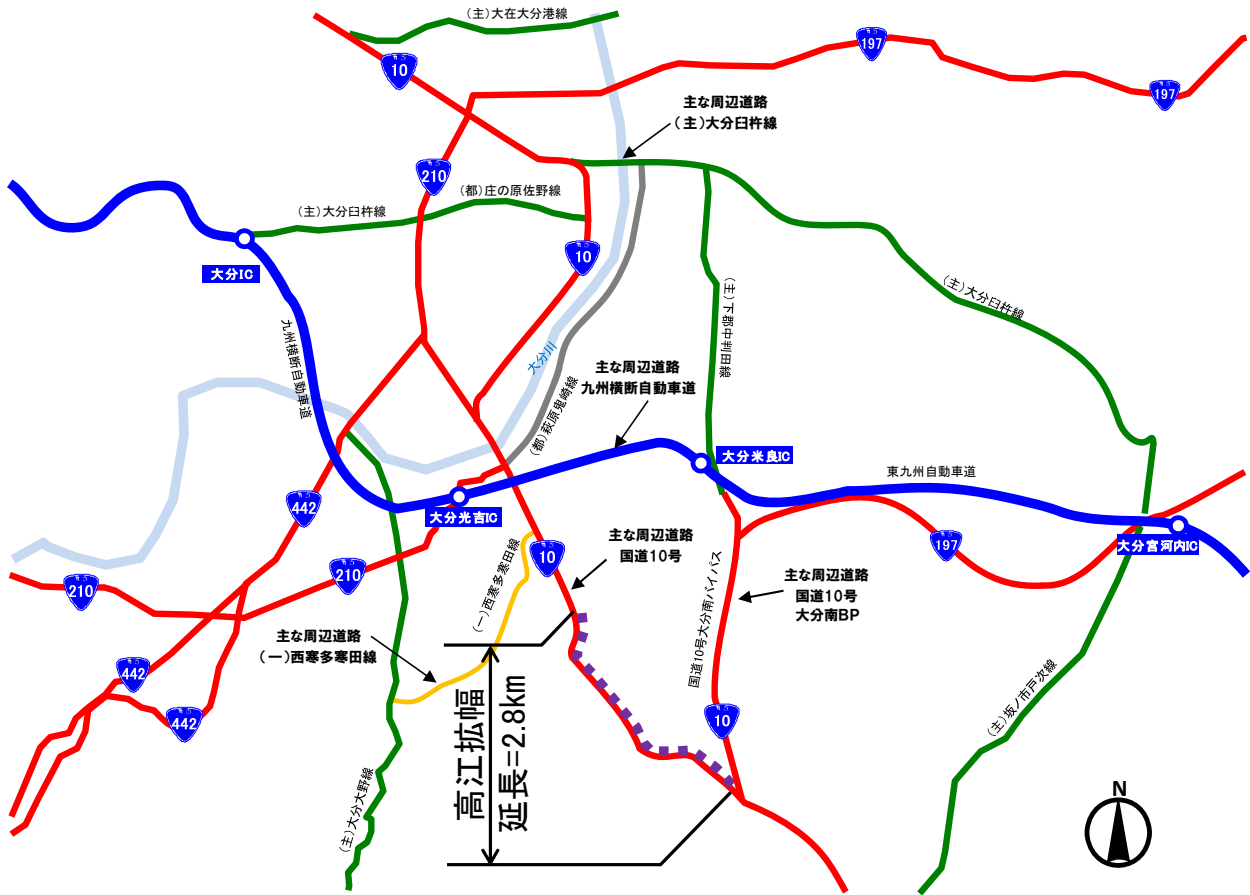 (主)大在大分港線
197
10
197
主な周辺道路
(主)大分臼杵線
210
(都)庄の原佐野線
(主)大分臼杵線
10
大分IC
(主)大分臼杵線
(主)下郡中判田線
九州横断自動車道
大分川
主な周辺道路
九州横断自動車道
(都)萩原鬼崎線
大分米良IC
東九州自動車道
442
大分光吉IC
主な周辺道路
国道10号
197
大分宮河内IC
10
(一)西寒多寒田線
210
210
主な周辺道路
国道10号
大分南BP
国道10号大分南バイパス
主な周辺道路
(一)西寒多寒田線
442
442
10
(主)坂ノ市戸次線
高江拡幅
延長=2.8km
(主)大分大野線
N